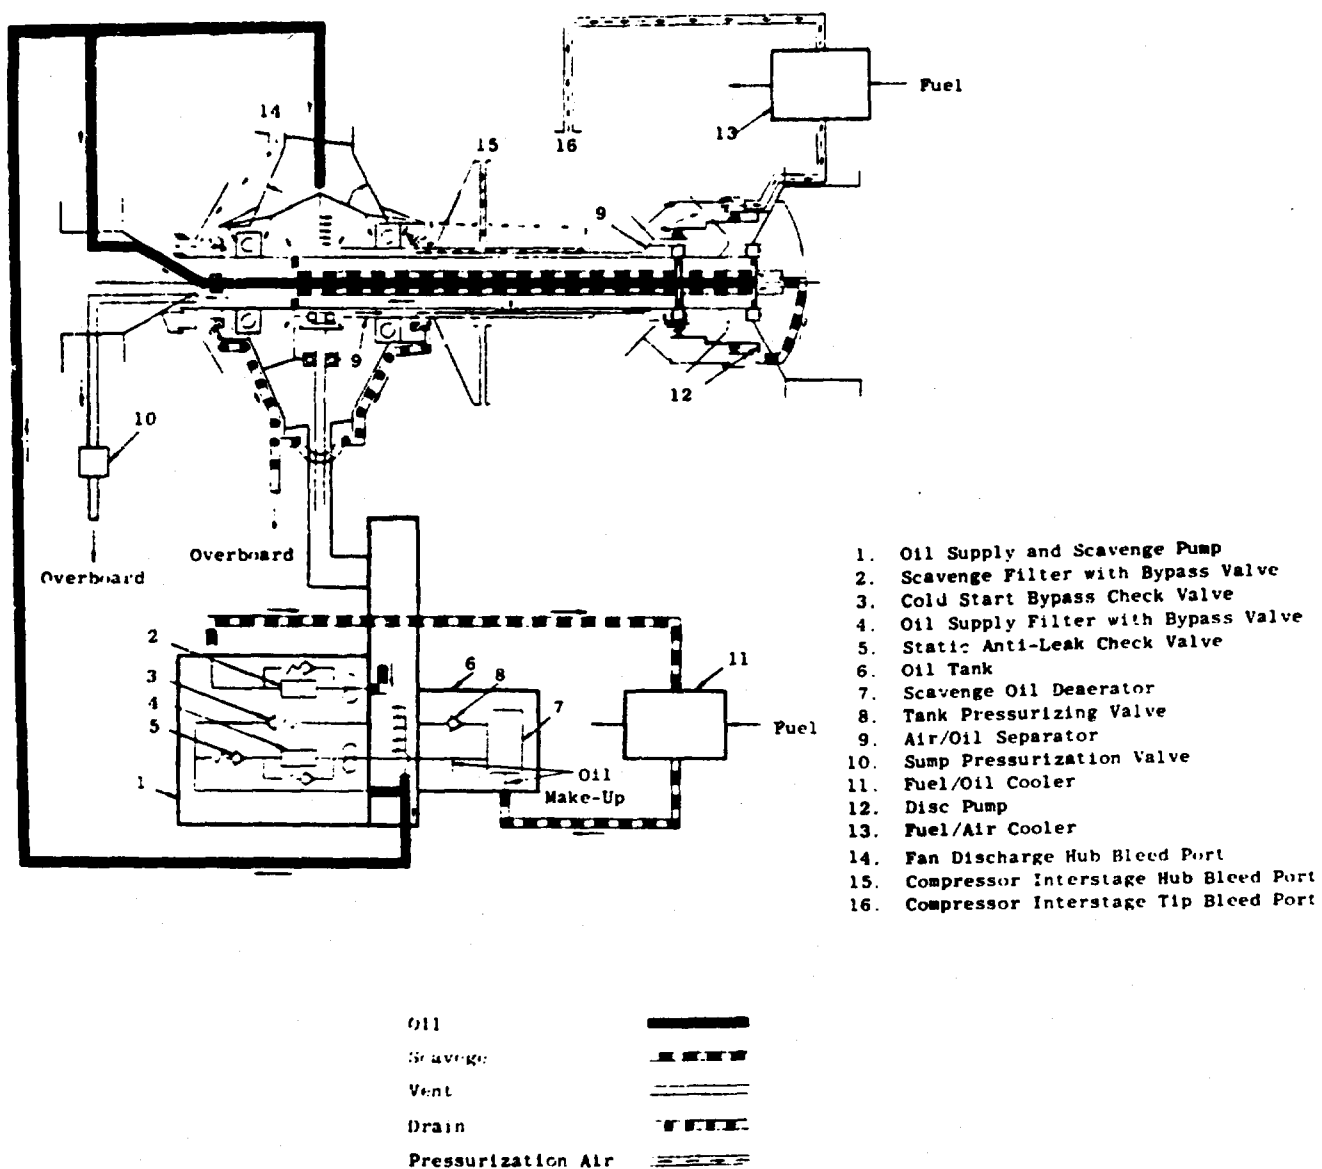 14
15
16
13
Fuel
9
9
12
10
Overboard
Overboard
2
3
4
5
1
6
8
7
11
Fuel
Oil
Make-Up
1. Oil Supply and Scavenge Pump
2. Scavenge Filter with Bypass Valve
3. Cold Start Bypass Check Valve
4. Oil Supply Filter with Bypass Valve
5. Static Anti-Leak Check Valve
6. Oil Tank
7. Scavenge Oil Deaerator
8. Tank Pressurizing Valve
9. Air/Oil Separator
10. Sump Pressurization Valve
11. Fuel/Oil Cooler
12. Disc Pump
13. Fuel/Air Cooler
14. Fan Discharge Hub Bleed Port
15. Compressor Interstage Hub Bleed Port
16. Compressor Interstage Tip Bleed Port
Oil
Scavege
Vent
Drain
Pressurization Air